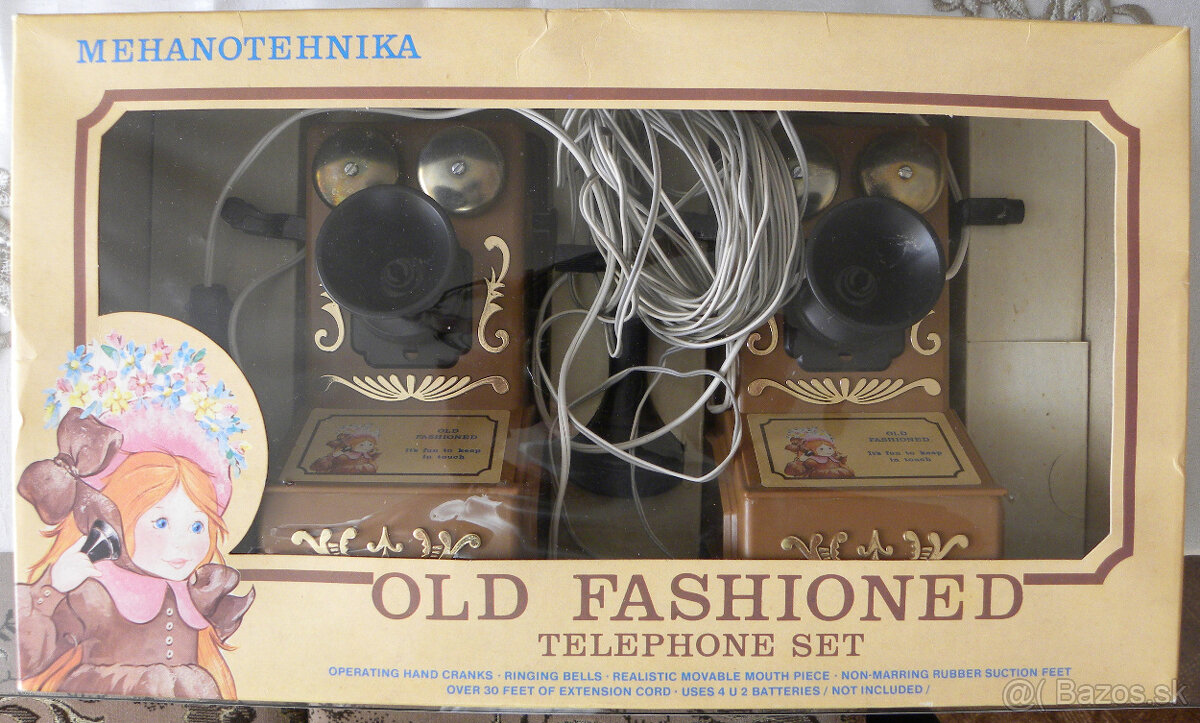 MEHANOTEHNIKA
OLD
FASHIONED
It's fun to keep
in touch
OLD
FASHIONED
It's fun to keep
in touch
OLD FASHIONED
TELEPHONE SET
OPERATING HAND CRANKS · RINGING BELLS · REALISTIC MOVABLE MOUTH PIECE · NON-MARRING RUBBER SUCTION FEET
OVER 30 FEET OF EXTENSION CORD · USES 4 U 2 BATTERIES / NOT INCLUDED /
@( Bazos.sk